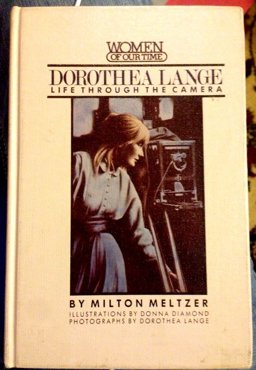 WOMEN
OF OUR TIME
DOROTHEA LANGE
LIFE THROUGH THE CAMERA
BY MILTON MELTZER
ILLUSTRATIONS BY DONNA DIAMOND
PHOTOGRAPHS BY DOROTHEA LANGE